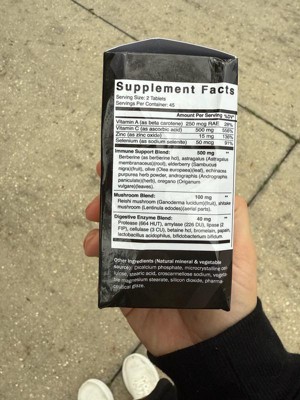 Supplement Facts
Serving Size: 2 Tablets
Servings Per Container: 45
Amount Per Serving %DV*
Vitamin A (as beta carotene) 250 mcg RAE
Vitamin C (as ascorbic acid) 500 mg 556%
Zinc (as zinc oxide) 15 mg 136%
Selenium (as sodium selenite) 50 mcg 91%
Immune Support Blend: 500 mg **
Berberine (as berberine hcl), astragalus (Astragalus
membranaceus)(root), elderberry (Sambucus
nigra)(fruit), olive (Olea europaea)(leaf), echinacea
purpurea herb powder, andrographis (Andrographis
paniculata)(herb), oregano (Origanum
vulgare)(leaves).
Mushroom Blend: 100 mg **
Reishi mushroom (Ganoderma lucidum)(fruit), shiitake
mushroom (Lentinula edodes)(aerial parts).
Digestive Enzyme Blend: 40 mg **
Protease (664 HUT), amylase (226 DU), lipase (2
FIP), cellulase (3 CU), betaine hcl, bromelain, papain,
lactobacillus acidophilus, bifidobacterium bifidum.
Other Ingredients (Natural mineral & vegetable
source): dicalcium phosphate, microcrystalline
stearic acid, croscarmellose sodium,
magnesium stearate, silicon dioxide,
glaze.